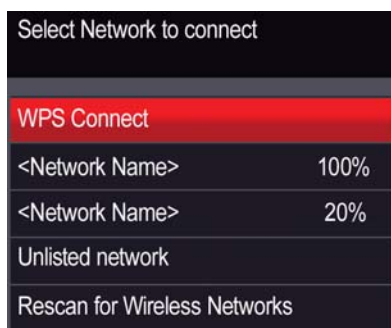 Select Network to connect
WPS Connect
<Network Name> 100%
<Network Name> 20%
Unlisted network
Rescan for Wireless Networks